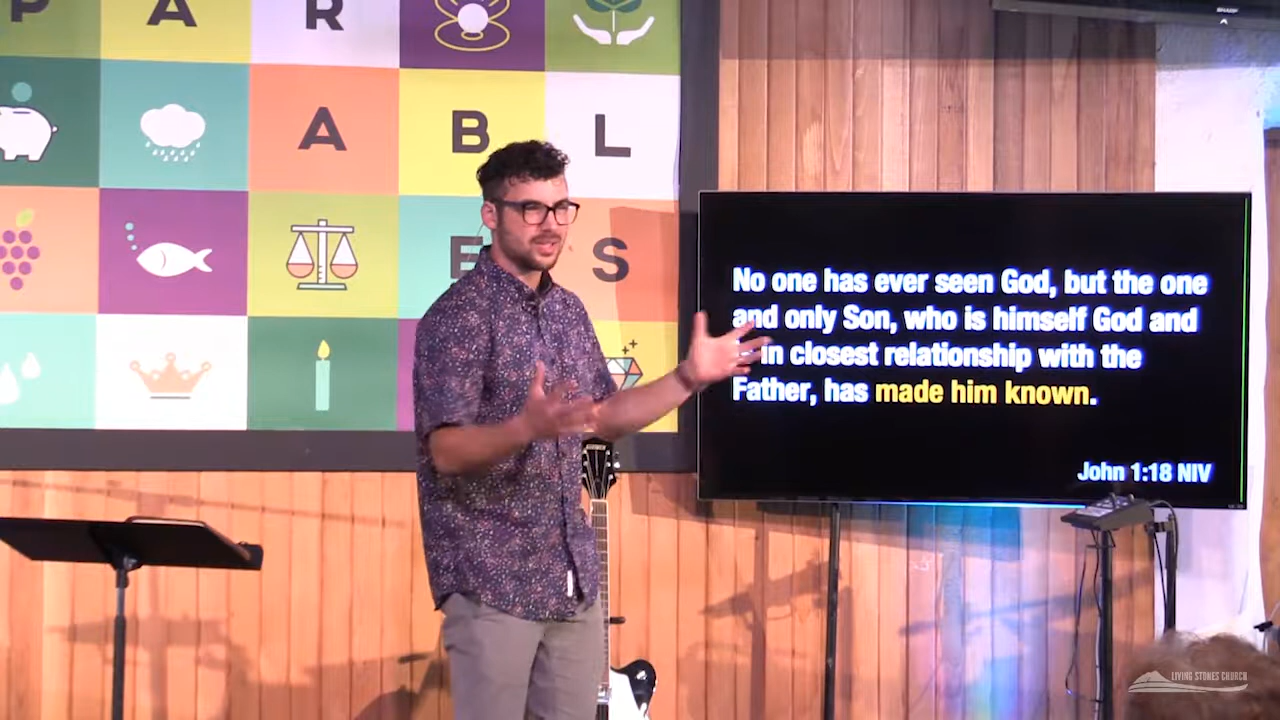 P A R
A B L
E S
No one has ever seen God, but the one
and only Son, who is himself God and
in closest relationship with the
Father, has made him known.
John 1:18 NIV
SHARP
LIVING STONES CHURCH